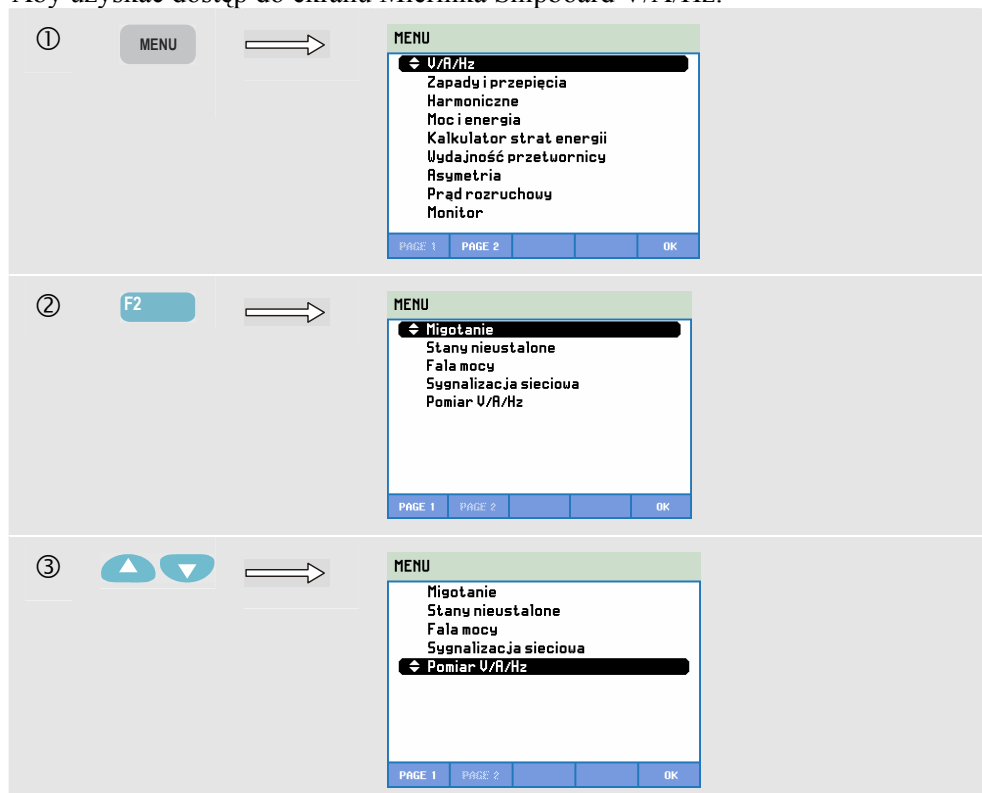 Aby uzyskać dostęp do ekranu Miernika Shipboard V/A/Hz:
① MENU
MENU
V/A/Hz
Zapady i przepięcia
Harmoniczne
Moc i energia
Kalkulator strat energii
Wydajność przetwornicy
Asymetria
Prąd rozruchowy
Monitor
PAGE 1 PAGE 2 OK
② F2
MENU
Migotanie
Stany nieustalone
Fala mocy
Sygnalizacja sieciowa
Pomiar V/A/Hz
PAGE 1 PAGE 2 OK
③
MENU
Migotanie
Stany nieustalone
Fala mocy
Sygnalizacja sieciowa
Pomiar V/A/Hz
PAGE 1 PAGE 2 OK